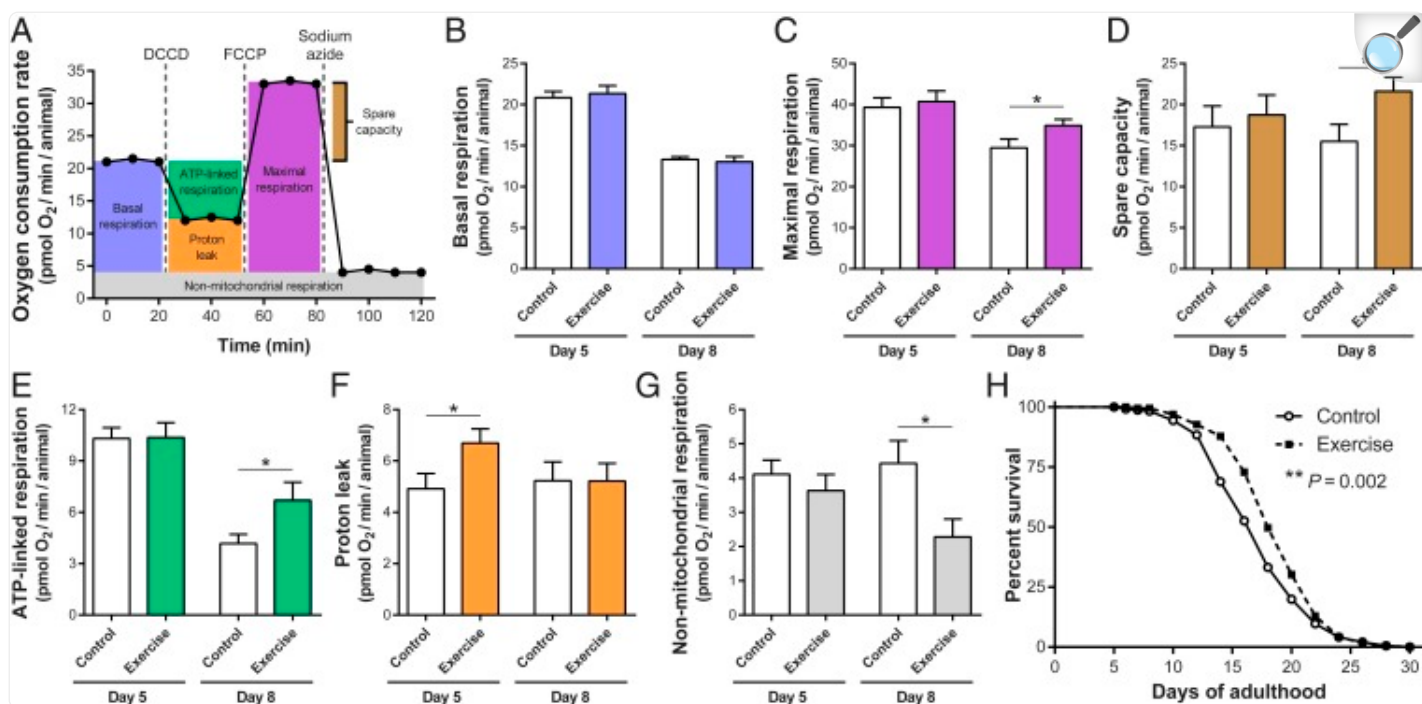 A
Oxygen consumption rate
(pmol O2 / min / animal)
DCCD
FCCP
Sodium
azide
35
30
25
20
15
10
5
0
Basal
respiration
ATP-linked
respiration
Proton
leak
Maximal
respiration
Spare
capacity
Non-mitochondrial respiration
0 20 40 60 80 100 120
Time (min)
B
Basal respiration
(pmol O2 / min / animal)
25
20
15
10
5
0
Control Exercise Control Exercise
Day 5 Day 8
C
Maximal respiration
(pmol O2 / min / animal)
50
40
30
20
10
0
*
Control Exercise Control Exercise
Day 5 Day 8
D
Spare capacity
(pmol O2 / min / animal)
25
20
15
10
5
0
Control Exercise Control Exercise
Day 5 Day 8
E
ATP-linked respiration
(pmol O2 / min / animal)
12
9
6
3
0
*
Control Exercise Control Exercise
Day 5 Day 8
F
Proton leak
(pmol O2 / min / animal)
8
6
4
2
0
*
Control Exercise Control Exercise
Day 5 Day 8
G
Non-mitochondrial respiration
(pmol O2 / min / animal)
6
5
4
3
2
1
0
*
Control Exercise Control Exercise
Day 5 Day 8
H
Percent survival
100
75
50
25
0
Control
Exercise
** P = 0.002
0 5 10 15 20 26 30
Days of adulthood